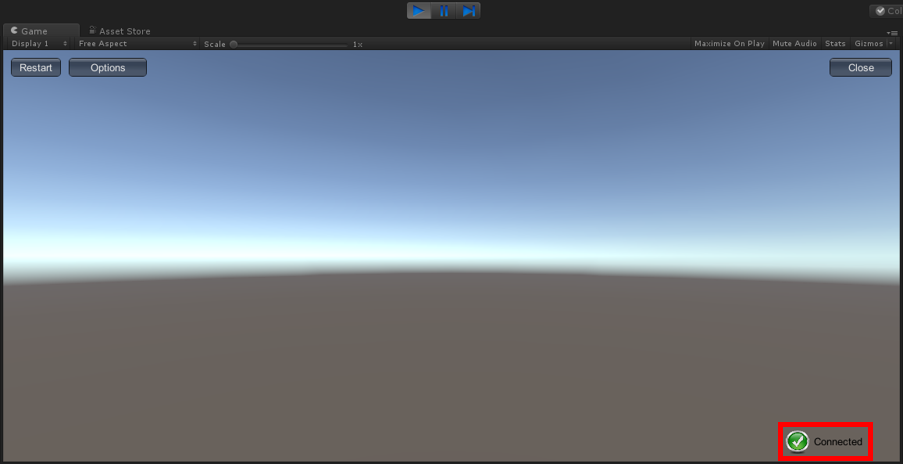 Col
Game
Asset Store
Display 1
Free Aspect
Scale
1x
Maximize On Play
Mute Audio
Stats
Gizmos
Restart
Options
Close
Connected